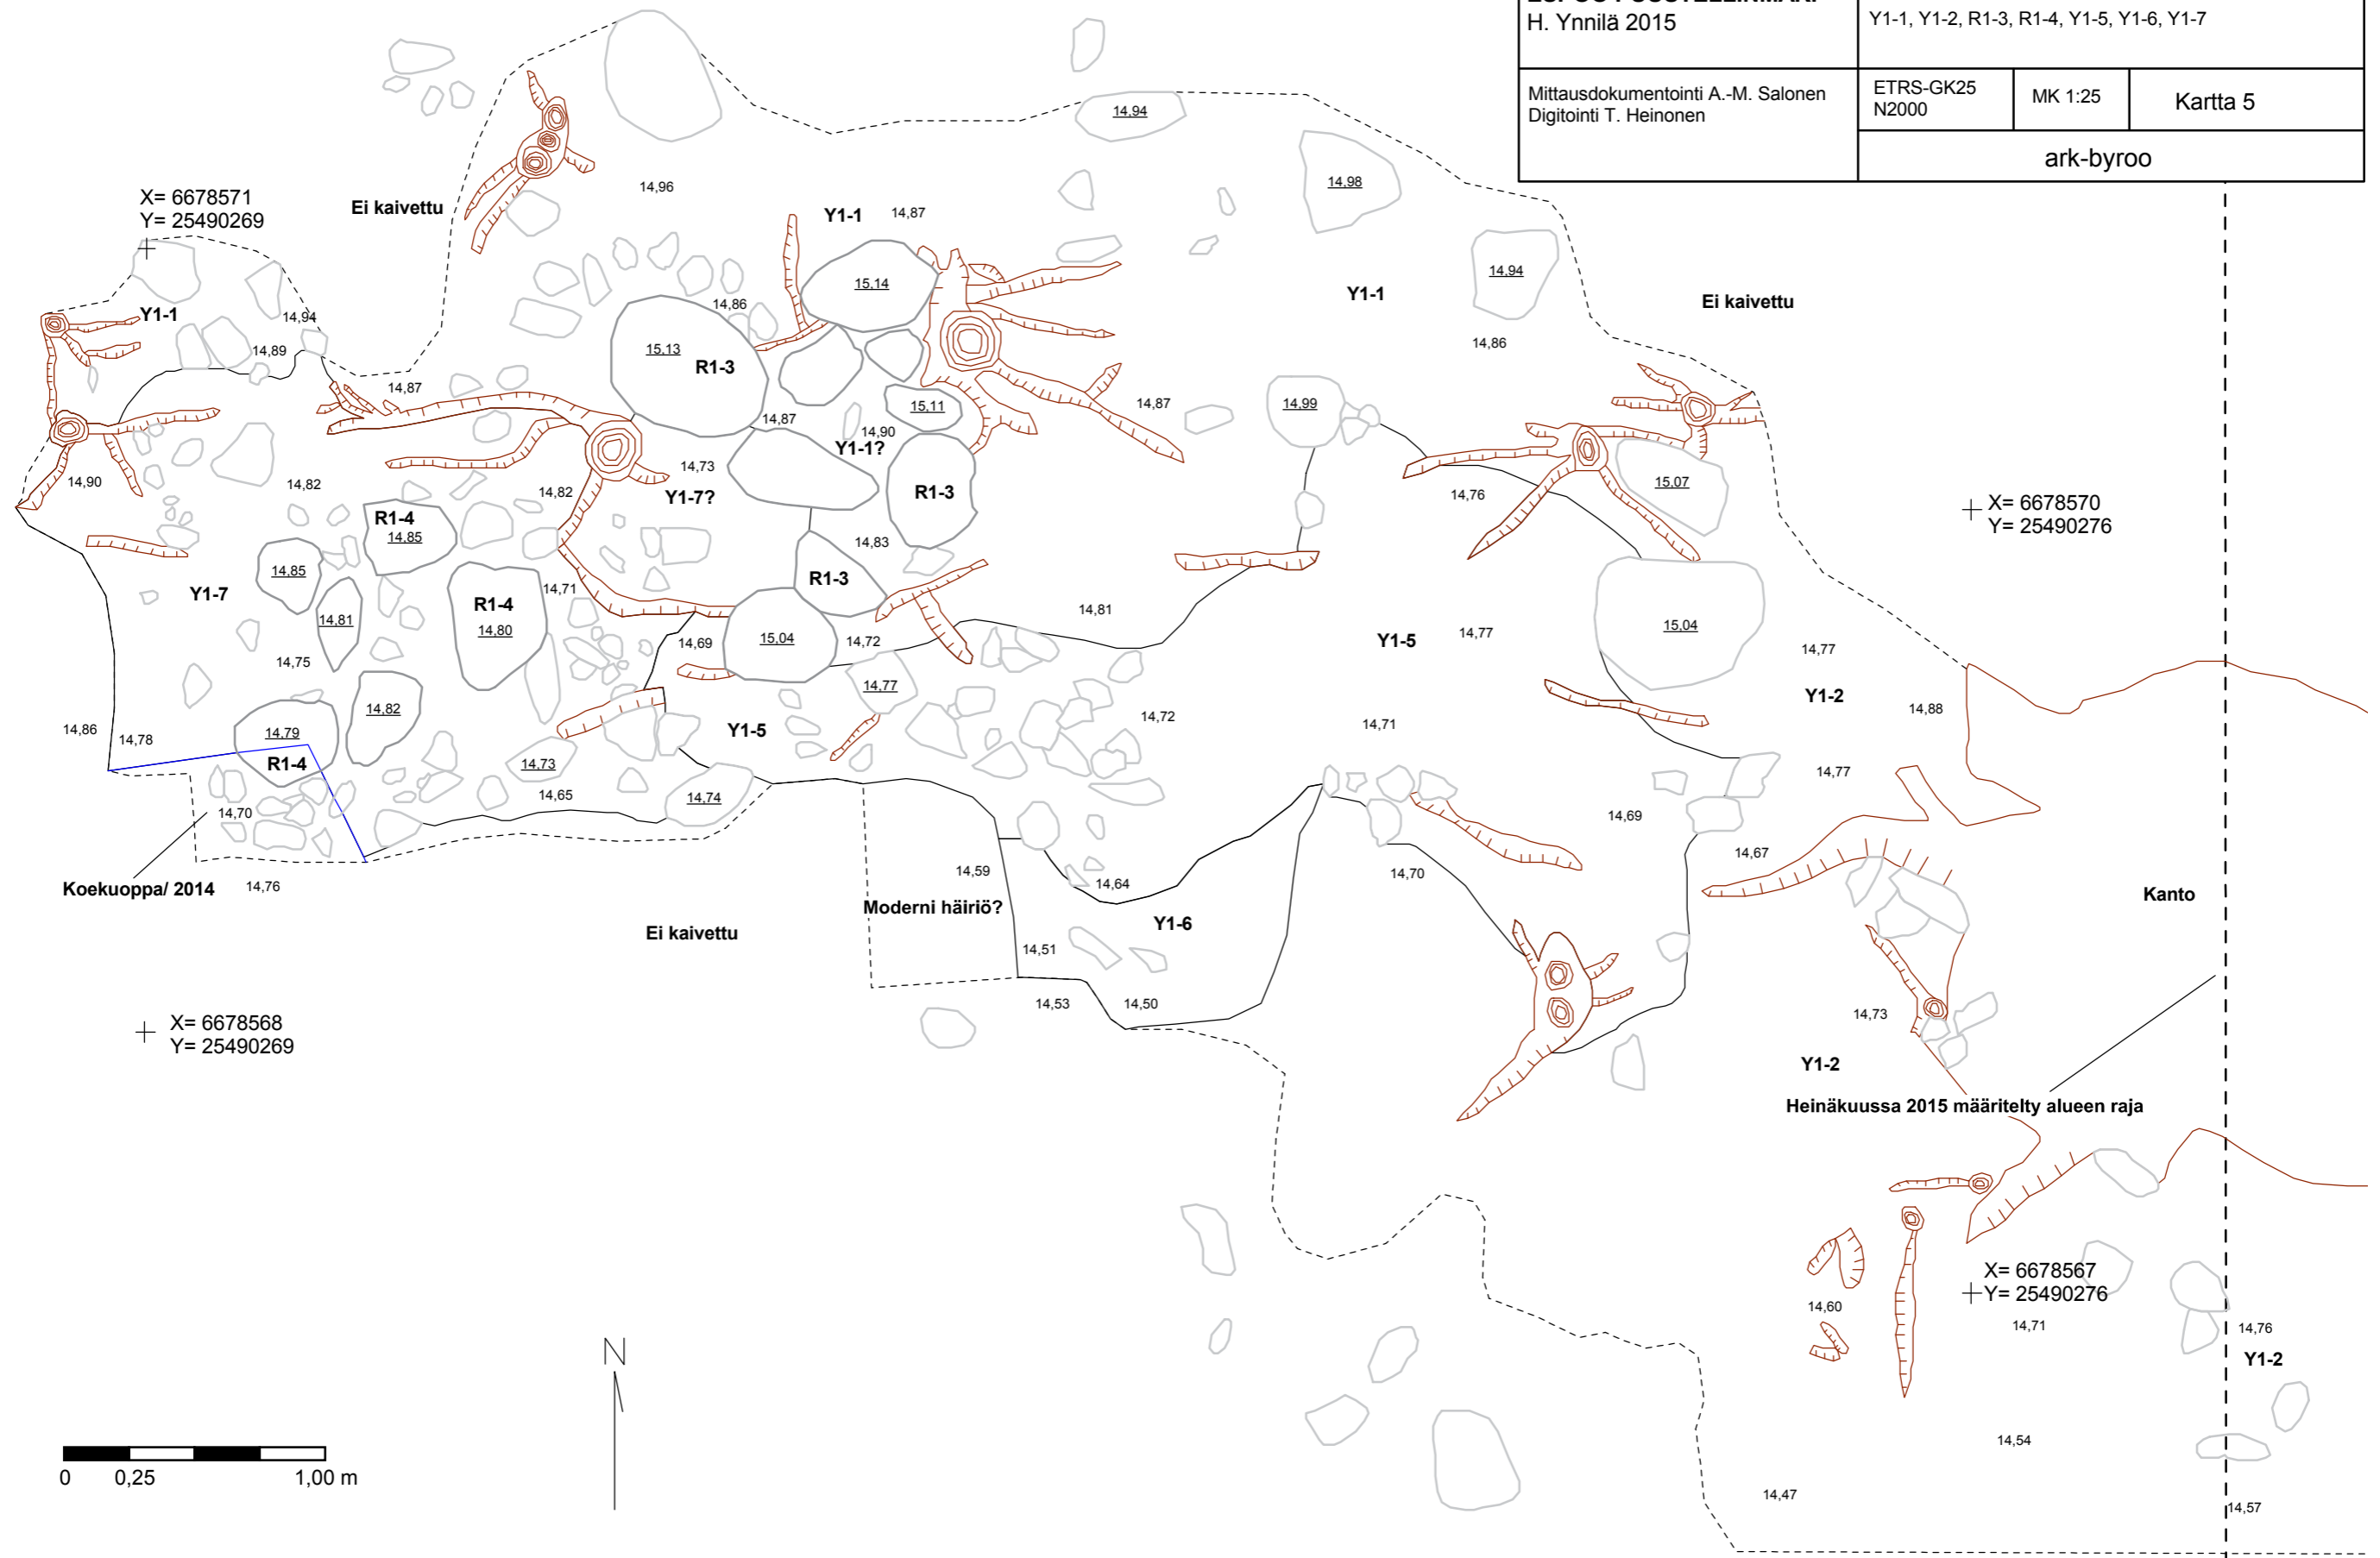 H. Ynnilä 2015
Y1-1, Y1-2, R1-3, R1-4, Y1-5, Y1-6, Y1-7
Mittausdokumentointi A.-M. Salonen
Digitointi T. Heinonen
ETRS-GK25
N2000
MK 1:25
Kartta 5
ark-byroo
14,94
14,98
X= 6678571
Y= 25490269
Ei kaivettu
14,96
Y1-1
14,87
14,94
15,14
14,86
Y1-1
Ei kaivettu
Y1-1
14,94
14,89
14,86
15,13
R1-3
14,87
14,87
14,99
15,11
14,87
14,90
Y1-1?
14,90
14,82
14,73
14,82
Y1-7?
R1-3
14,76
15,07
X= 6678570
Y= 25490276
R1-4
14,85
14,83
14,85
R1-3
14,71
Y1-7
R1-4
14,80
14,81
14,81
15,04
14,69
14,72
Y1-5
14,77
15,04
14,77
14,75
14,77
Y1-2
14,82
14,88
14,72
14,71
14,86
14,78
14,79
Y1-5
R1-4
14,73
14,77
14,65
14,74
14,70
14,69
14,67
14,59
14,70
Koekuoppa/ 2014
14,76
14,64
Kanto
Moderni häiriö?
Ei kaivettu
Y1-6
14,51
14,53
14,50
14,73
X= 6678568
Y= 25490269
Y1-2
Heinäkuussa 2015 määritelty alueen raja
X= 6678567
Y= 25490276
14,60
14,71
14,76
Y1-2
N
14,54
0
0,25
1,00 m
14,47
14,57